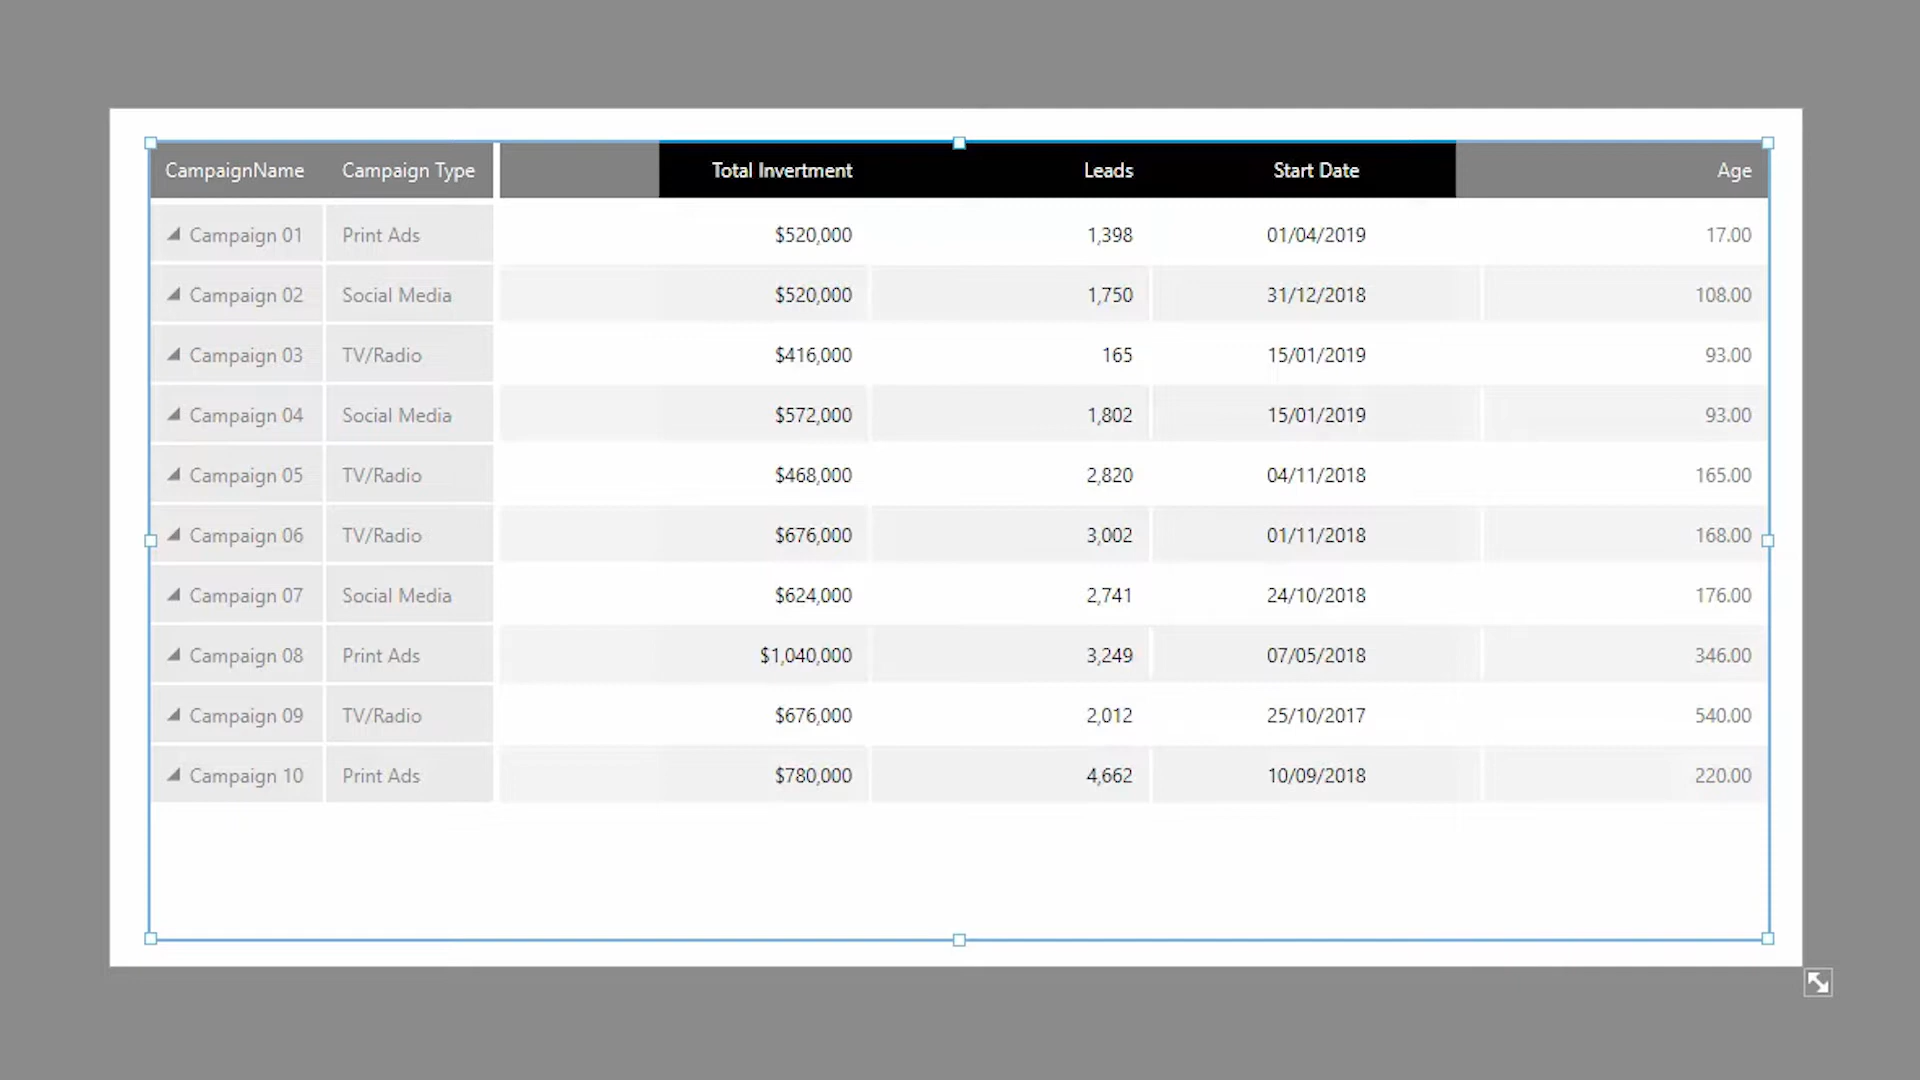 CampaignName Campaign Type Total Invertment Leads Start Date Age
Campaign 01 Print Ads $520,000 1,398 01/04/2019 17.00
Campaign 02 Social Media $520,000 1,750 31/12/2018 108.00
Campaign 03 TV/Radio $416,000 165 15/01/2019 93.00
Campaign 04 Social Media $572,000 1,802 15/01/2019 93.00
Campaign 05 TV/Radio $468,000 2,820 04/11/2018 165.00
Campaign 06 TV/Radio $676,000 3,002 01/11/2018 168.00
Campaign 07 Social Media $624,000 2,741 24/10/2018 176.00
Campaign 08 Print Ads $1,040,000 3,249 07/05/2018 346.00
Campaign 09 TV/Radio $676,000 2,012 25/10/2017 540.00
Campaign 10 Print Ads $780,000 4,662 10/09/2018 220.00